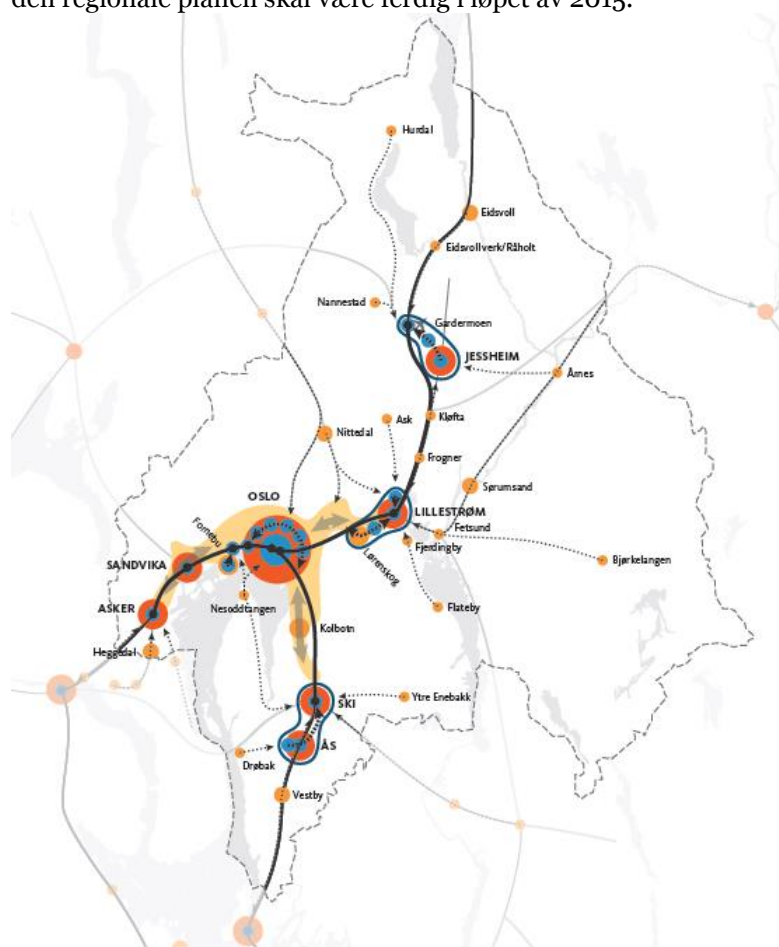 den regionale planen skal være ferdig i løpet av 2015.
Hurdal
Eidsvoll
Eidsvollverk/Råholt
Nannestad
Gardermoen
JESSHEIM
Årnes
Ask
Kløfta
Nittedal
Frogner
Sørumsand
OSLO
LILLESTRØM
Fornebu
Fetsund
Lørenskog
Fjerdingby
Bjørkelangen
SANDVIKA
ASKER
Nesoddtangen
Flateby
Kolbotn
Heggedal
Ytre Enebakk
SKI
ÅS
Drøbak
Vestby